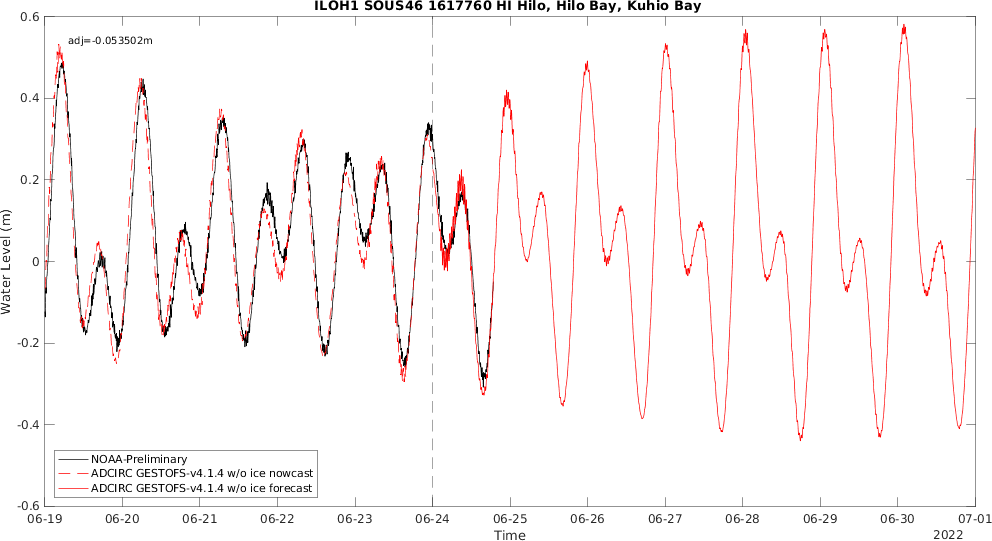 ILOH1 SOUS46 1617760 HI Hilo, Hilo Bay, Kuhio Bay
0.6
adj=-0.053502m
0.4
0.2
0
-0.2
-0.4
-0.6
Water Level (m)
NOAA-Preliminary
ADCIRC GESTOFS-v4.1.4 w/o ice nowcast
ADCIRC GESTOFS-v4.1.4 w/o ice forecast
06-19 06-20 06-21 06-22 06-23 06-24 06-25 06-26 06-27 06-28 06-29 06-30 07-01
Time
2022